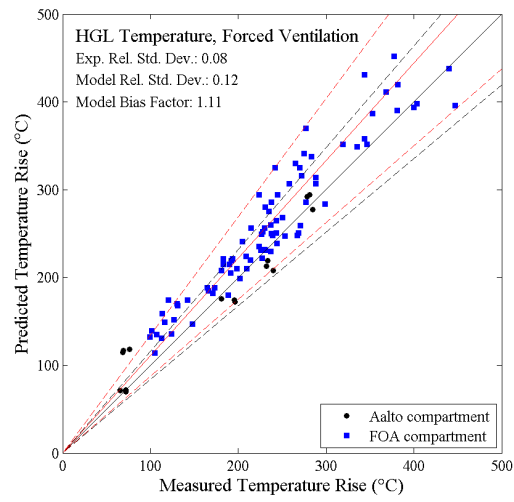 HGL Temperature, Forced Ventilation
Exp. Rel. Std. Dev.: 0.08
Model Rel. Std. Dev.: 0.12
Model Bias Factor: 1.11
500
400
300
200
100
0
Predicted Temperature Rise (°C)
0 100 200 300 400 500
Measured Temperature Rise (°C)
Aalto compartment
FOA compartment